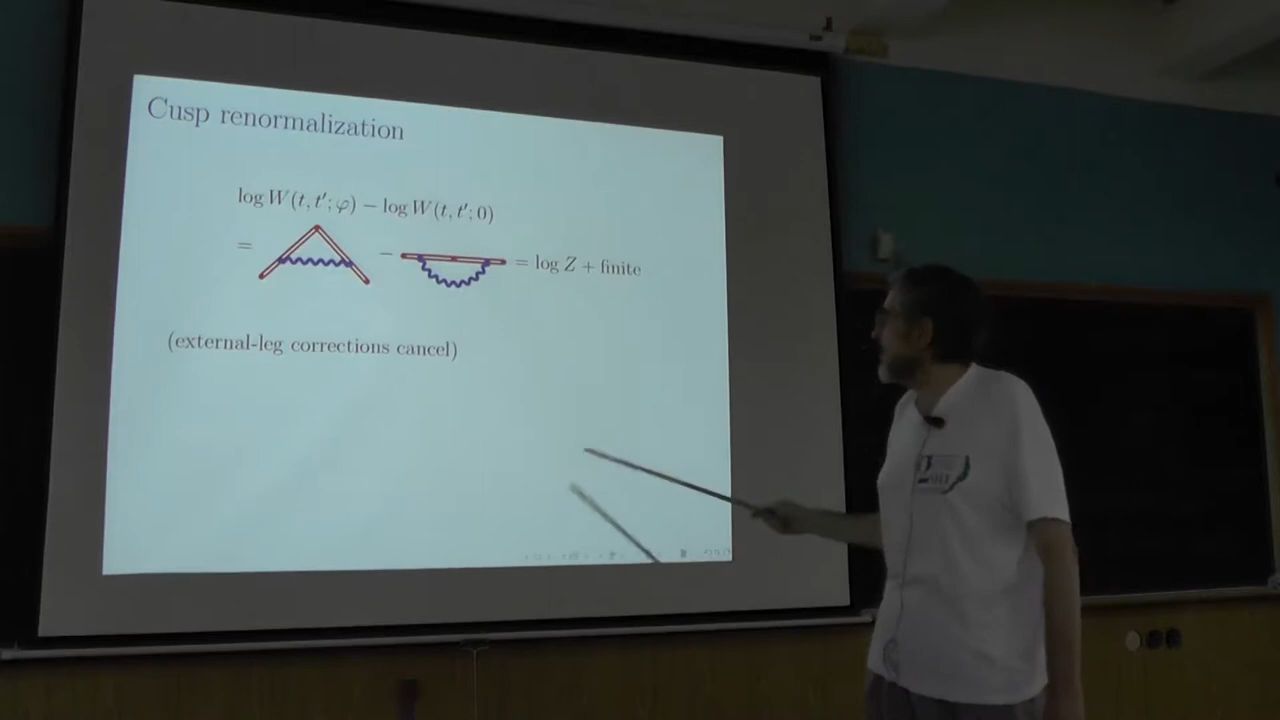 Cusp renormalization
log W(t, t′; φ) − log W(t, t′; 0)
= − = log Z + finite
(external-leg corrections cancel)